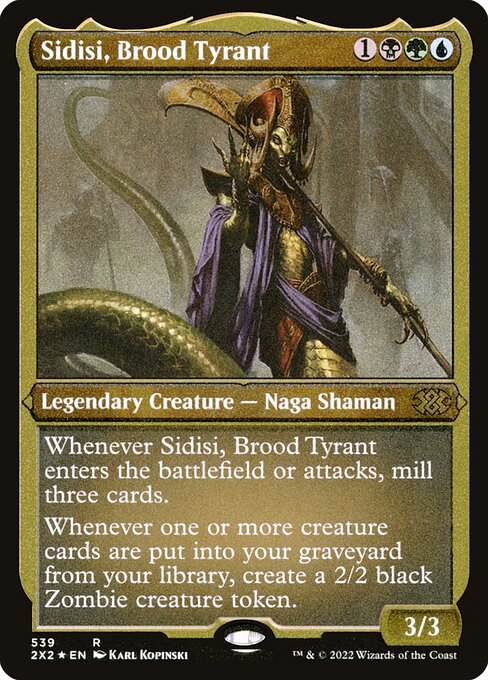 Sidisi, Brood Tyrant 1
Legendary Creature — Naga Shaman
Whenever Sidisi, Brood Tyrant
enters the battlefield or attacks, mill
three cards.
Whenever one or more creature
cards are put into your graveyard
from your library, create a 2/2 black
Zombie creature token.
3/3
539 R
2X2 ★ EN Karl Kopinski ™ & © 2022 Wizards of the Coast